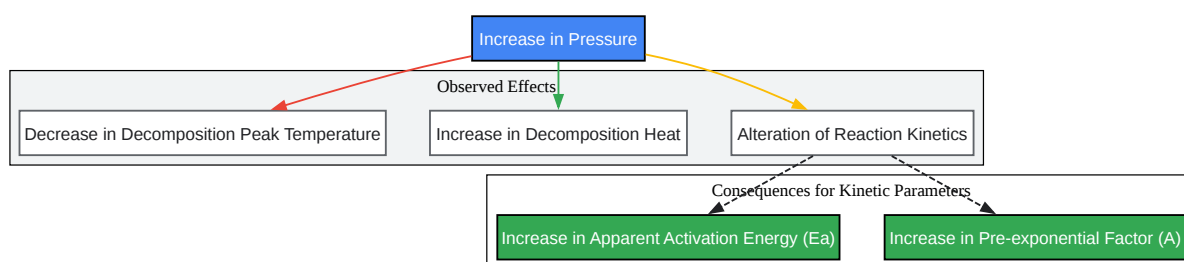 Increase in Pressure
Observed Effects
Decrease in Decomposition Peak Temperature
Increase in Decomposition Heat
Alteration of Reaction Kinetics
Consequences for Kinetic Parameters
Increase in Apparent Activation Energy (Ea)
Increase in Pre-exponential Factor (A)